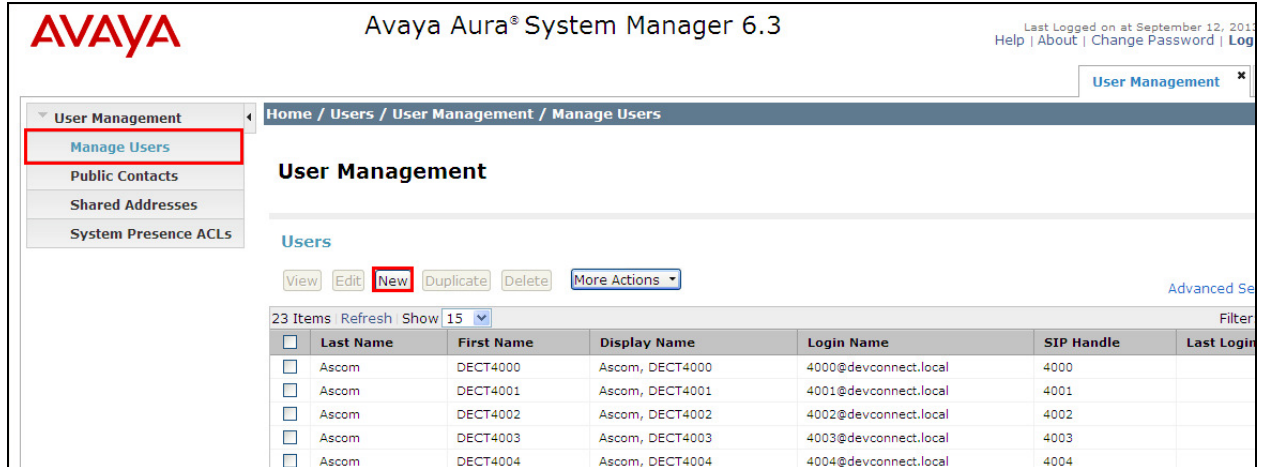 AVAYA
Avaya Aura® System Manager 6.3
Last Logged on at September 12, 201
Help | About | Change Password | Log
User Management ×
User Management
Manage Users
Public Contacts
Shared Addresses
System Presence ACLs
Home / Users / User Management / Manage Users
User Management
Users
View Edit New Duplicate Delete More Actions
Advanced Se
23 Items Refresh Show 15 Filter
Last Name First Name Display Name Login Name SIP Handle Last Login
Ascom DECT4000 Ascom, DECT4000 4000@devconnect.local 4000
Ascom DECT4001 Ascom, DECT4001 4001@devconnect.local 4001
Ascom DECT4002 Ascom, DECT4002 4002@devconnect.local 4002
Ascom DECT4003 Ascom, DECT4003 4003@devconnect.local 4003
Ascom DECT4004 Ascom, DECT4004 4004@devconnect.local 4004